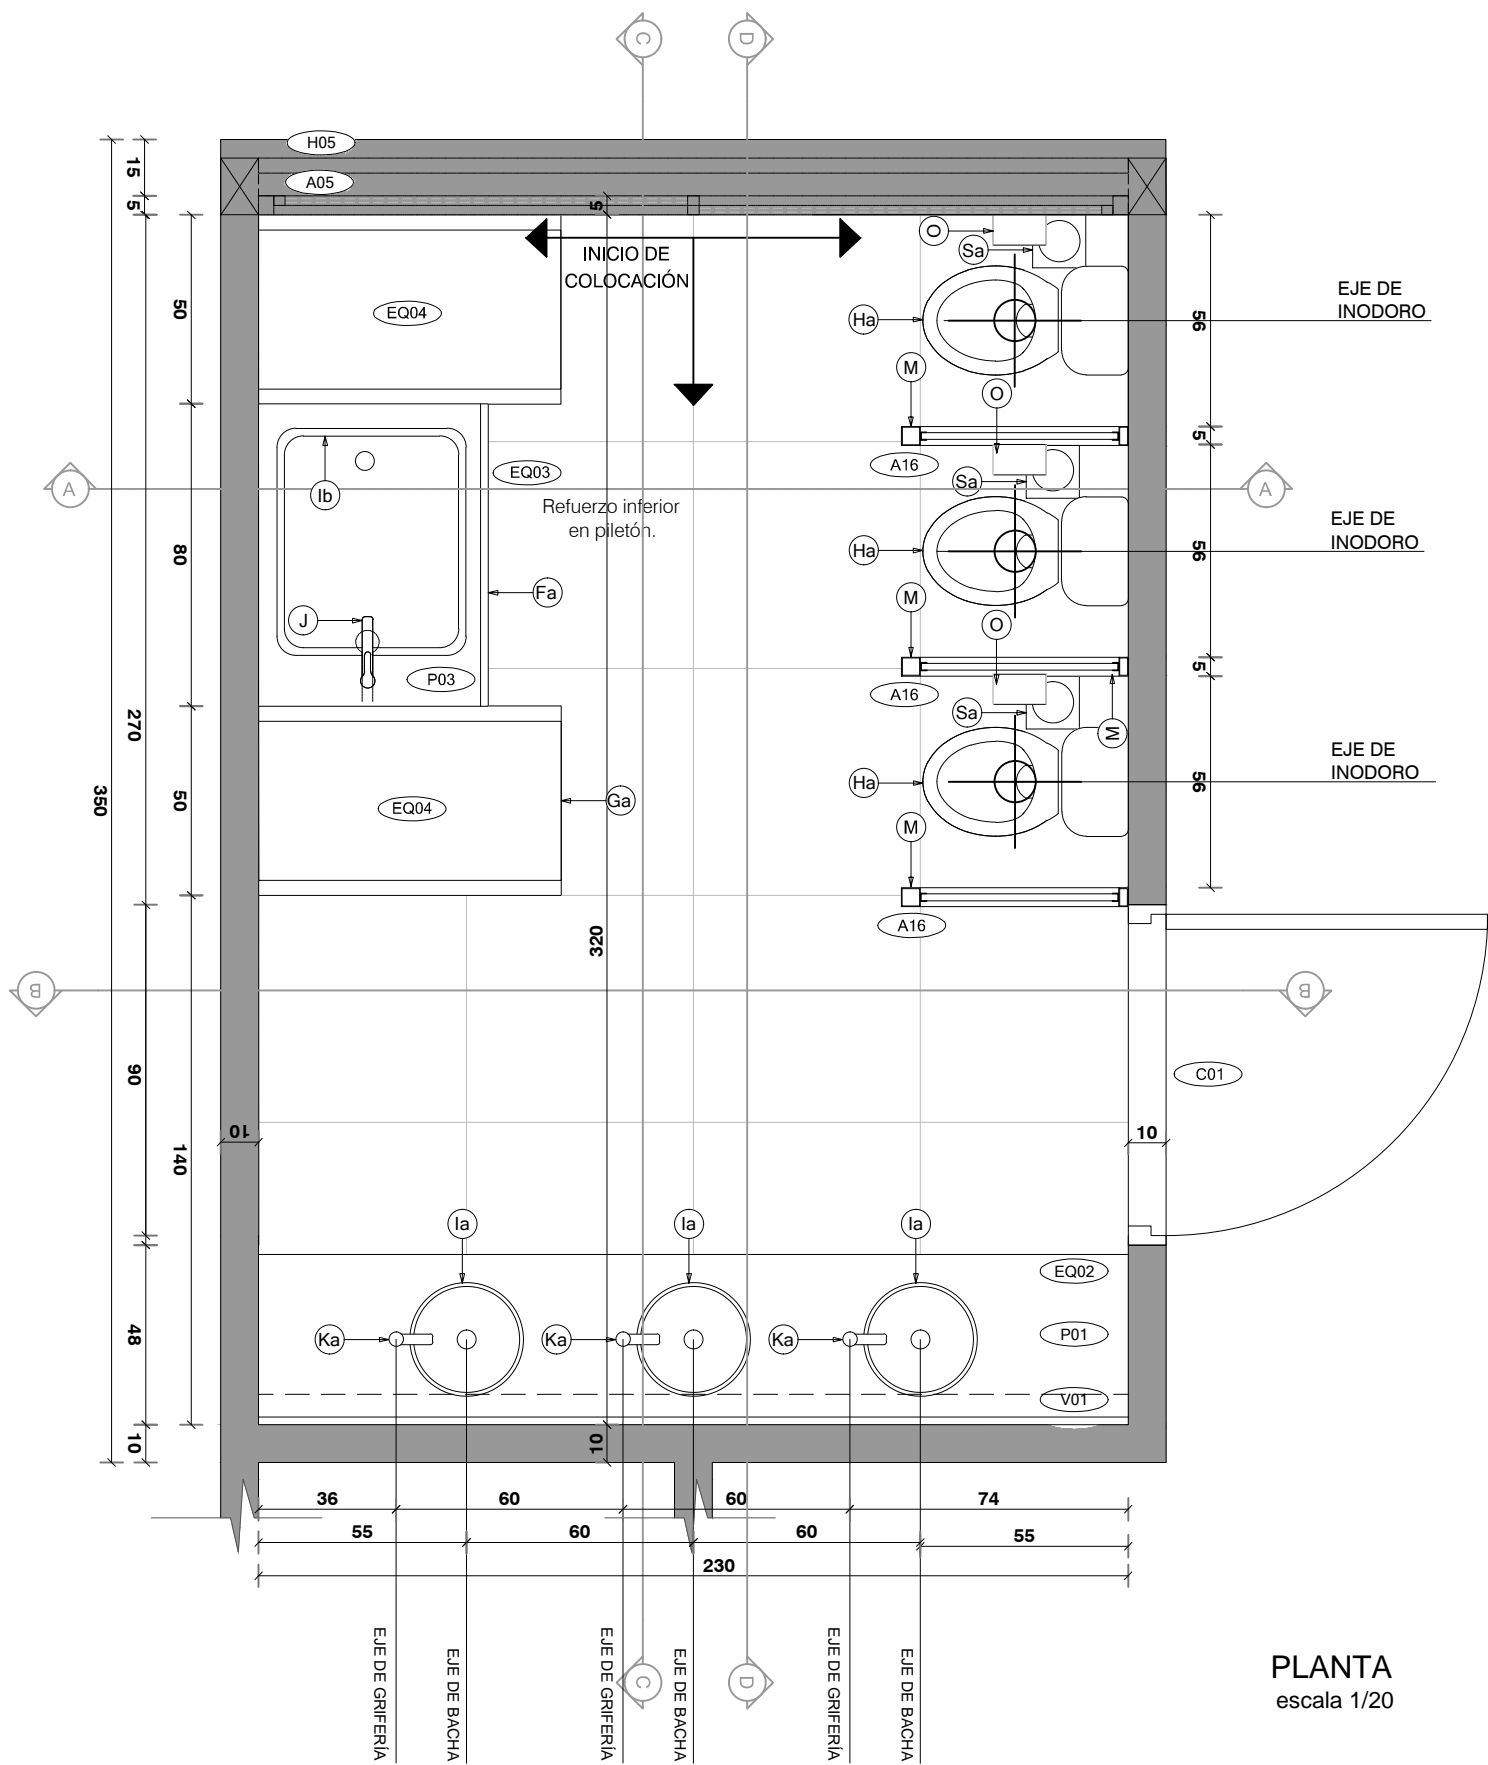 C
D
H05
A05
15
5
5
INICIO DE
COLOCACIÓN
O
Sa
EQ04
50
Ha
56
EJE DE
INODORO
M
O
5
A
EQ03
A16
Sa
A
Ib
Refuerzo inferior
en piletón.
EJE DE
INODORO
80
Ha
56
Fa
M
J
O
P03
A16
5
Sa
M
270
350
50
EQ04
Ga
Ha
56
EJE DE
INODORO
M
A16
320
B
B
90
C01
10
140
10
Ia
Ia
Ia
EQ02
48
Ka
Ka
Ka
P01
V01
10
10
36
60
60
74
55
60
60
55
230
EJE DE GRIFERÍA
EJE DE BACHA
EJE DE GRIFERÍA
C
EJE DE BACHA
D
EJE DE GRIFERÍA
EJE DE BACHA
PLANTA
escala 1/20